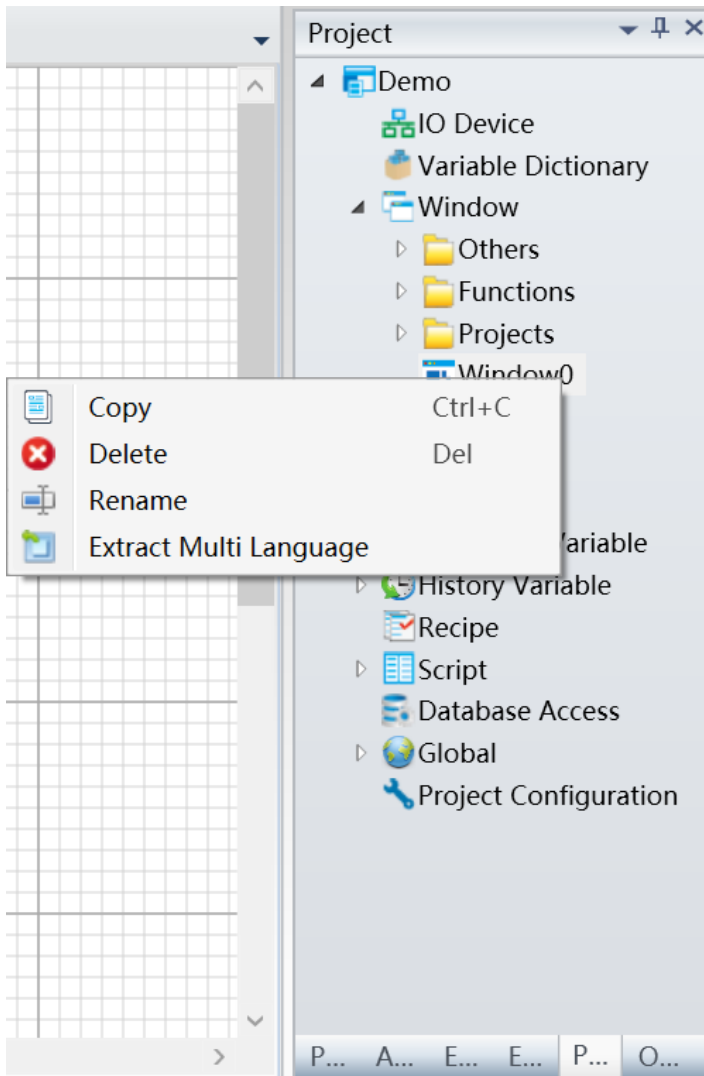 Project
Demo
IO Device
Variable Dictionary
Window
Others
Functions
Projects
Window0
Copy Ctrl+C
Delete Del
Rename
Extract Multi Language
ariable
History Variable
Recipe
Script
Database Access
Global
Project Configuration
P... A... E... E... P... O...